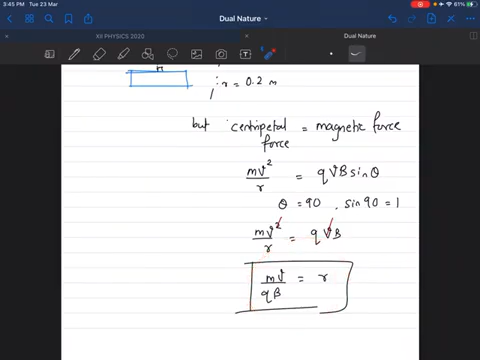 3:45 PM Tue 23 Mar
61%
Dual Nature
XII PHYSICS 2020
Dual Nature
∴ r = 0.2 m
but centripetal = magnetic force
force
mv²/r = qVB sin θ
θ = 90 . sin 90 = 1
mv²/r = qVB
mv/qB = r